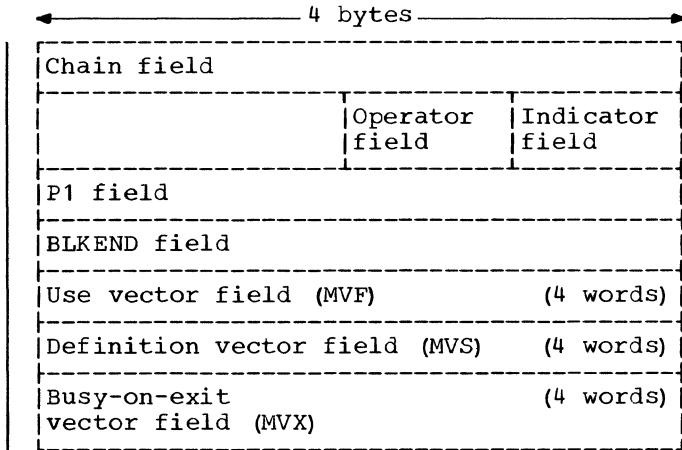 4 bytes
Chain field
Operator field
Indicator field
P1 field
BLKEND field
Use vector field (MVF) (4 words)
Definition vector field (MVS) (4 words)
Busy-on-exit (4 words)
vector field (MVX)